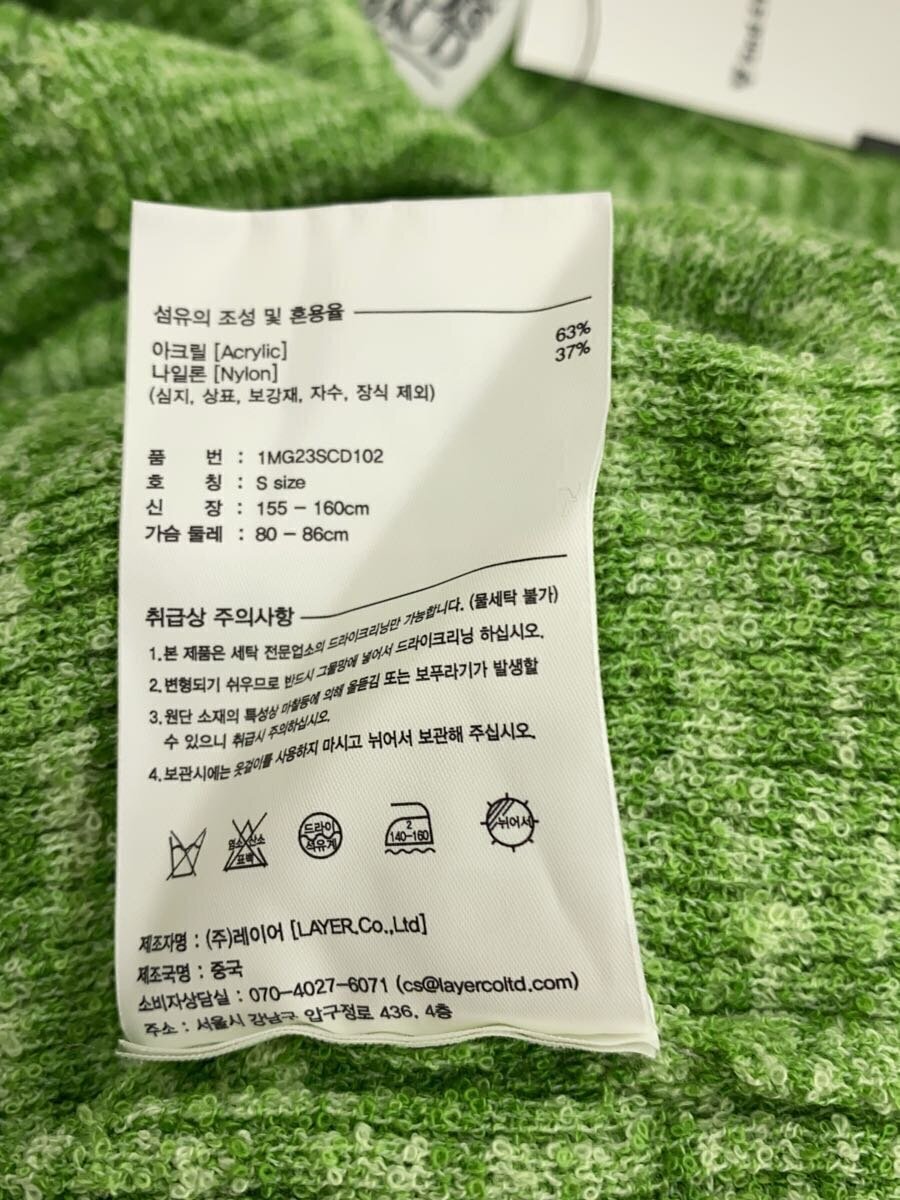 섬유의 조성 및 혼용율
아크릴 [Acrylic] 63%
나일론 [Nylon] 37%
(심지, 상표, 보강재, 자수, 장식 제외)
품 번 : 1MG23SCD102
호 칭 : S size
신 장 : 155 - 160cm
가슴 둘레 : 80 - 86cm
취급상 주의사항
1.본 제품은 세탁 전문업소의 드라이크리닝만 가능합니다. (물세탁 불가)
2.변형되기 쉬우므로 반드시 그물망에 넣어서 드라이크리닝 하십시오.
3.원단 소재의 특성상 마찰등에 의해 올뜯김 또는 보푸라기가 발생할
수 있으니 취급시 주의하십시오.
4.보관시에는 옷걸이를 사용하지 마시고 뉘어서 보관해 주십시오.
염소 산소
표백
드라이
석유계
2
140-160
뉘어서
제조자명 : (주)레이어 [LAYER.Co.,Ltd]
제조국명 : 중국
소비자상담실 : 070-4027-6071 (cs@layercoltd.com)
주소 : 서울시 강남구 압구정로 436, 4층